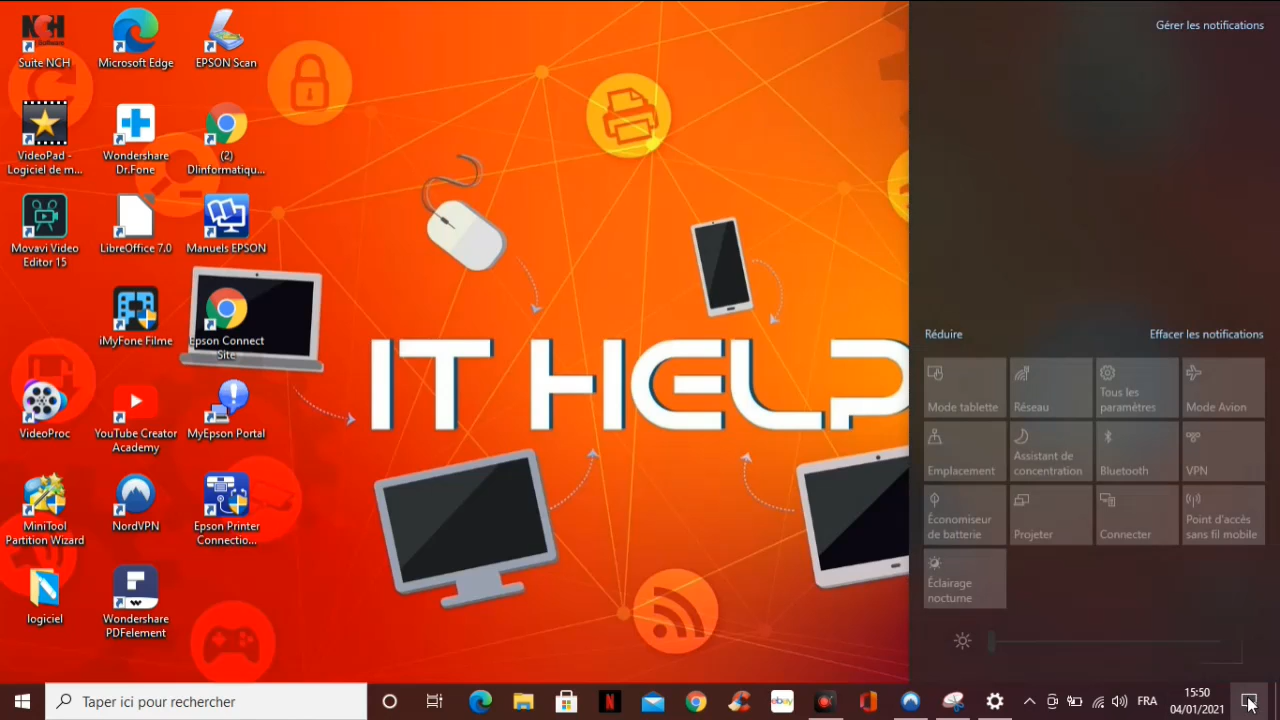 NCH
Software
Suite NCH
Microsoft Edge
EPSON Scan
VideoPad -
Logiciel de m...
Wondershare
Dr.Fone
(2)
DIinformatiqu...
Movavi Video
Editor 15
LibreOffice 7.0
Manuels EPSON
iMyFone Filme
Epson Connect
Site
VideoProc
YouTube Creator
Academy
MyEpson Portal
MiniTool
Partition Wizard
NordVPN
Epson Printer
Connectio...
logiciel
Wondershare
PDFelement
IT HELP
Gérer les notifications
Réduire
Effacer les notifications
Mode tablette
Réseau
Tous les
paramètres
Mode Avion
Emplacement
Assistant de
concentration
Bluetooth
VPN
Économiseur
de batterie
Projeter
Connecter
Point d'accès
sans fil mobile
Éclairage
nocturne
Taper ici pour rechercher
ebay
FRA
15:50
04/01/2021